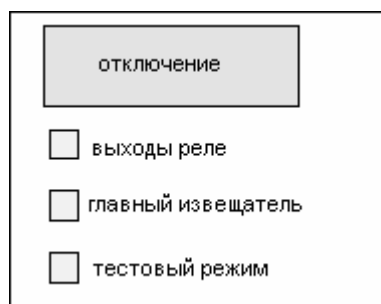 отключение
выходы реле
главный извещатель
тестовый режим